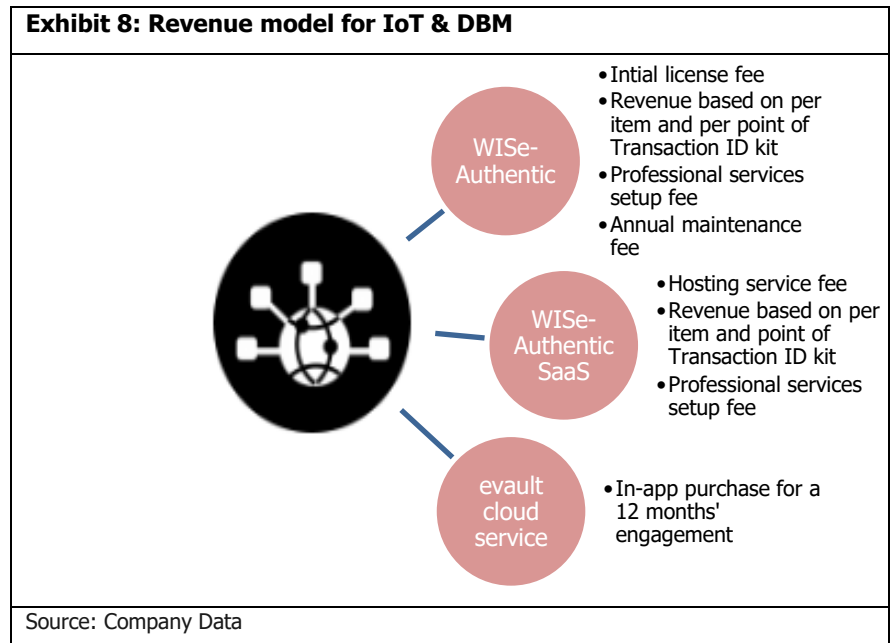 Exhibit 8: Revenue model for IoT & DBM
WISe-
Authentic
•Intial license fee
•Revenue based on per
item and per point of
Transaction ID kit
•Professional services
setup fee
•Annual maintenance
fee
WISe-
Authentic
SaaS
•Hosting service fee
•Revenue based on per
item and point of
Transaction ID kit
•Professional services
setup fee
evault
cloud
service
•In-app purchase for a
12 months'
engagement
Source: Company Data